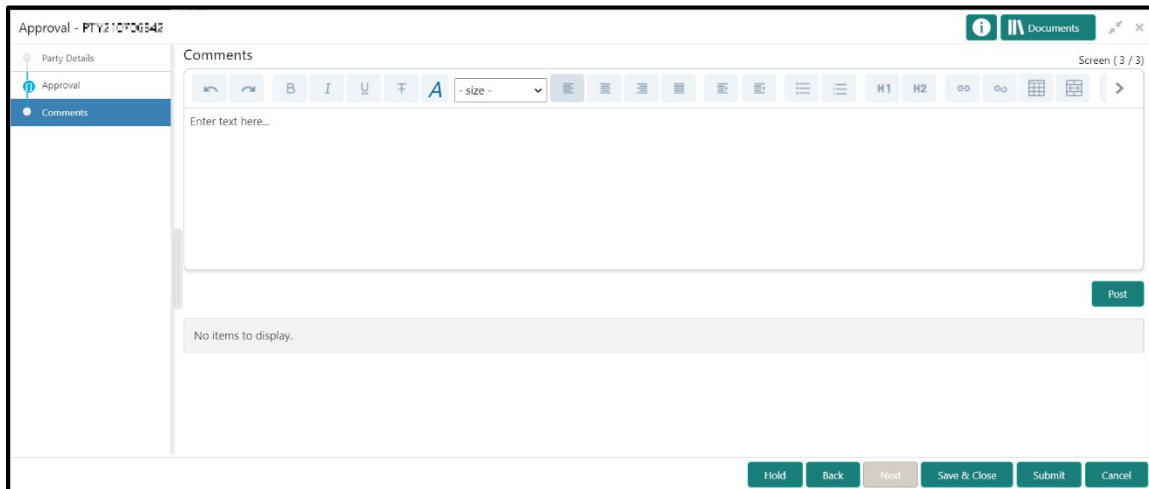 Approval -
Documents
Party Details
Approval
Comments
Comments
Screen ( 3 / 3)
B I U T A - size - H1 H2
Enter text here...
Post
No items to display.
Hold Back Next Save & Close Submit Cancel